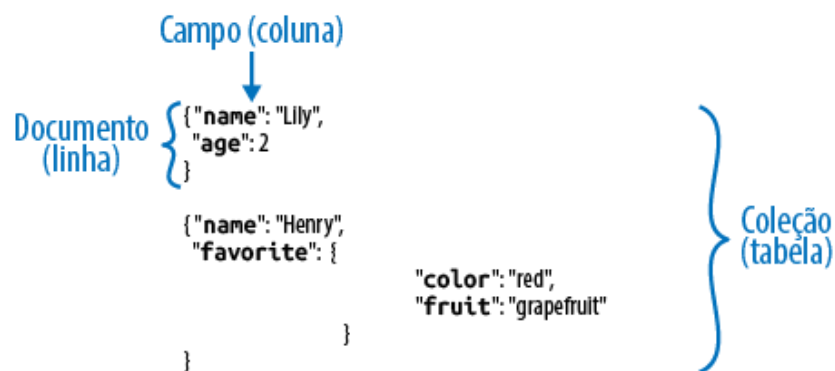 Campo (coluna)
Documento
(linha)
{"name": "Lily",
"age": 2
}
{"name": "Henry",
"favorite": {
"color": "red",
"fruit": "grapefruit"
}
}
Coleção
(tabela)